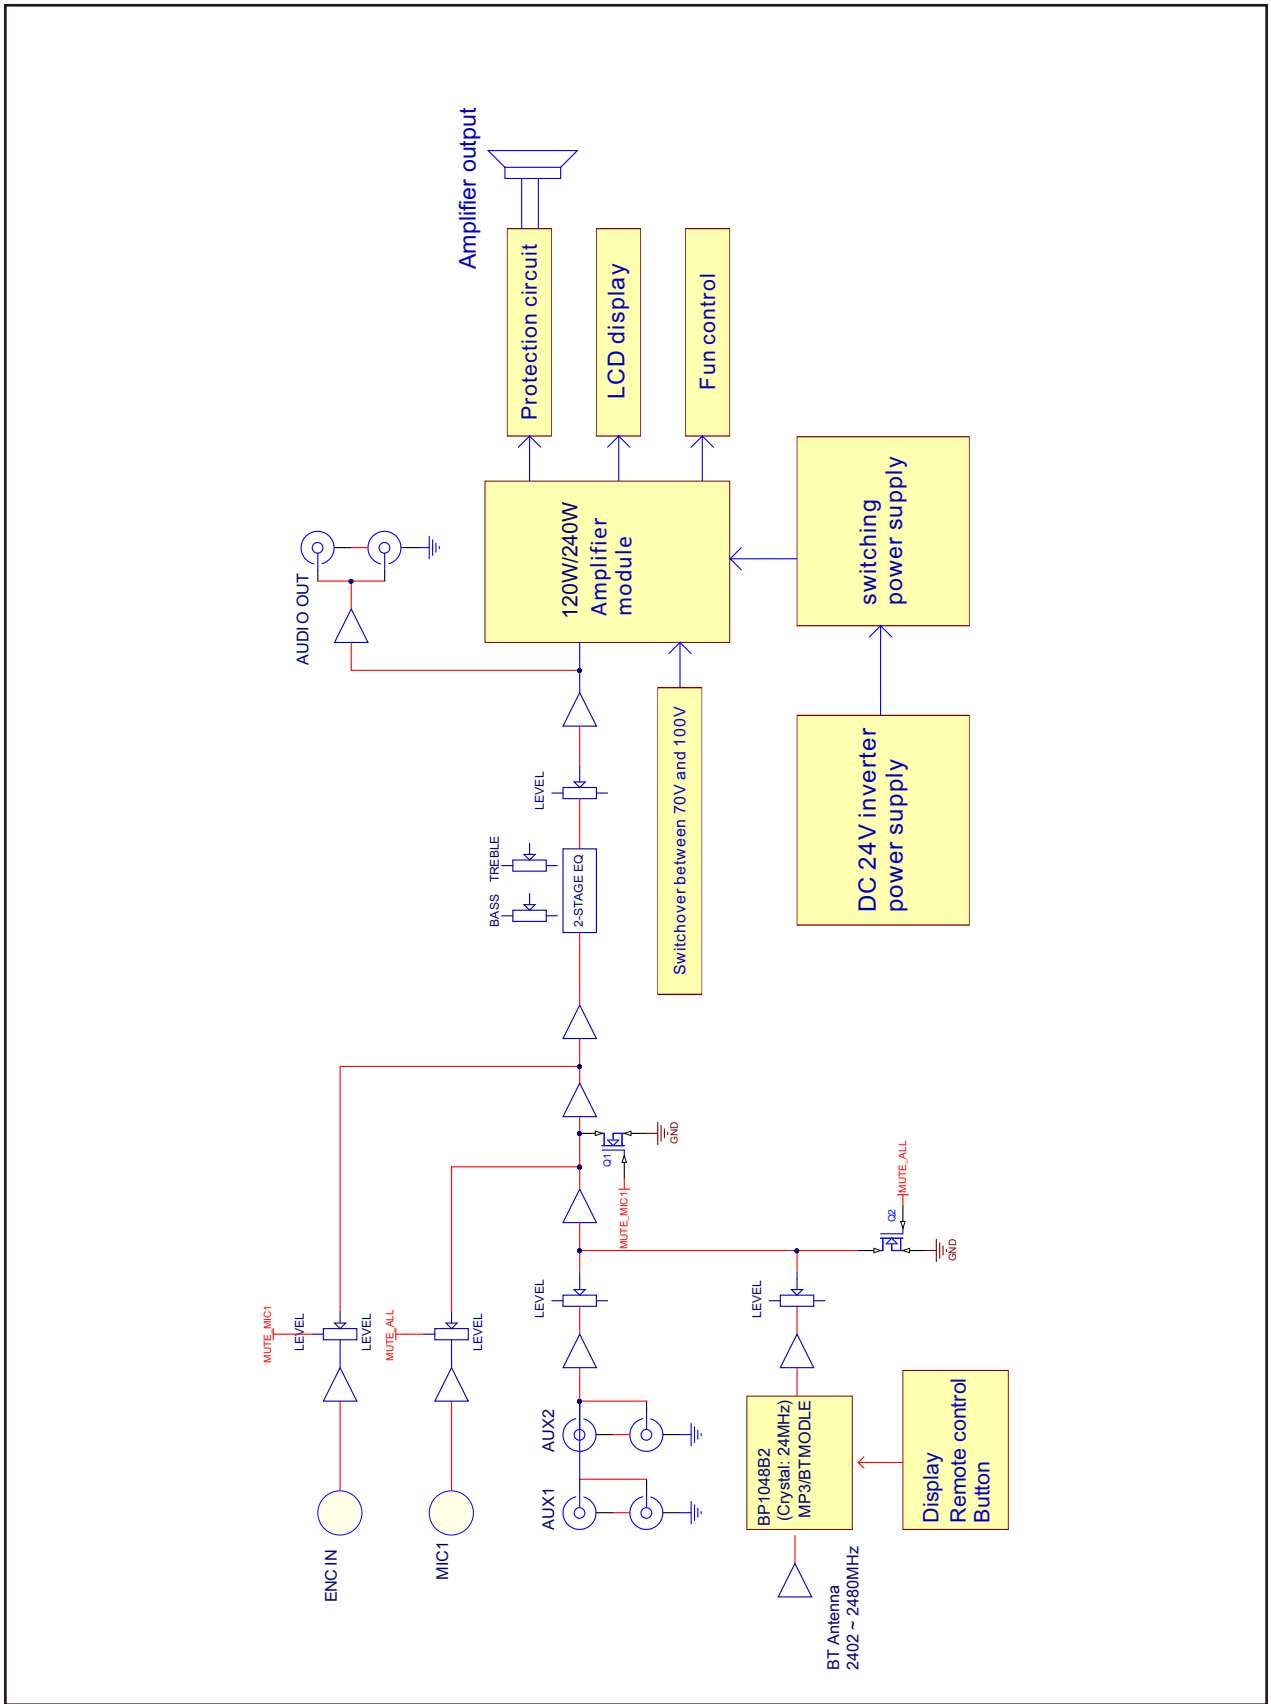 ENC IN
MUTE_MIC1
LEVEL
LEVEL
MIC1
MUTE_ALL
LEVEL
AUX1
AUX2
LEVEL
BT Antenna
2402 ~ 2480MHz
BP1048B2
(Crystal: 24MHz)
MP3/BTMODLE
LEVEL
Display
Remote control
Button
Q2
MUTE_ALL
GND
Q1
MUTE_MIC1
GND
BASS
TREBLE
2-STAGE EQ
LEVEL
AUDIO OUT
Switchover between 70V and 100V
120W/240W
Amplifier
module
DC 24V inverter
power supply
switching
power supply
Protection circuit
LCD display
Fun control
Amplifier output